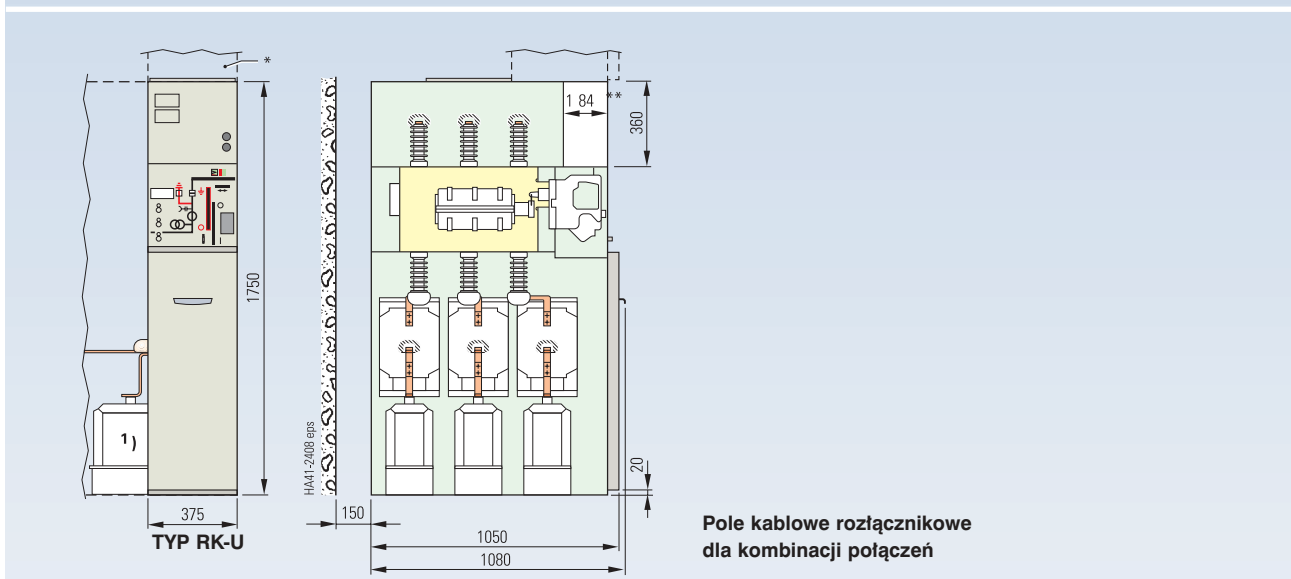 *
**
1 84
360
1750
1)
HA41-2408 eps
20
375
150
TYP RK-U
1050
1080
Pole kablowe rozłącznikowe
dla kombinacji połączeń